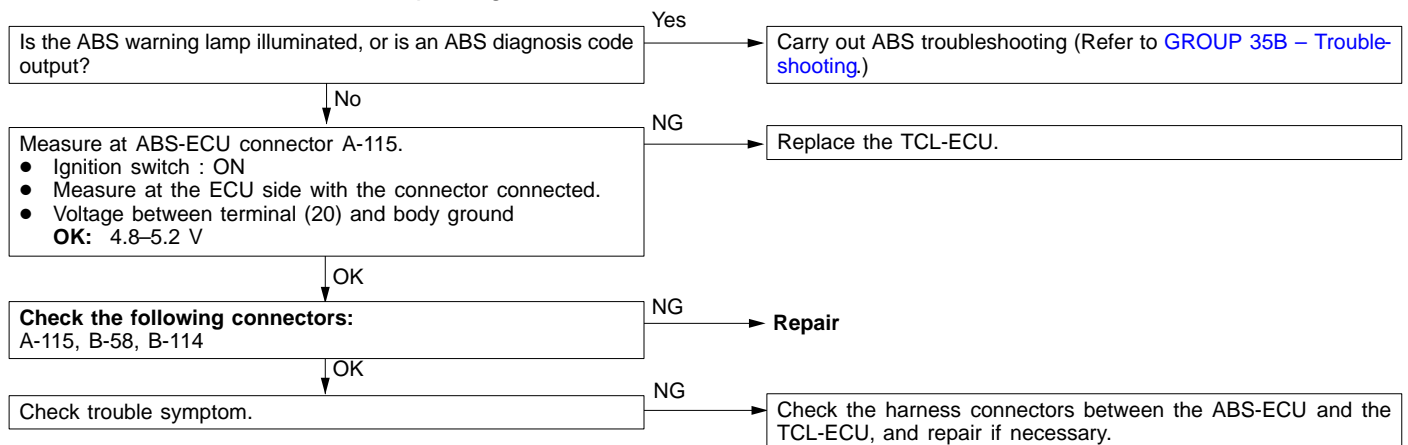 Yes
Is the ABS warning lamp illuminated, or is an ABS diagnosis code
output?
Carry out ABS troubleshooting (Refer to GROUP 35B – Trouble-
shooting.)
No
NG
Measure at ABS-ECU connector A-115.
● Ignition switch : ON
● Measure at the ECU side with the connector connected.
● Voltage between terminal (20) and body ground
OK: 4.8–5.2 V
Replace the TCL-ECU.
OK
NG
Check the following connectors:
A-115, B-58, B-114
Repair
OK
NG
Check trouble symptom.
Check the harness connectors between the ABS-ECU and the
TCL-ECU, and repair if necessary.